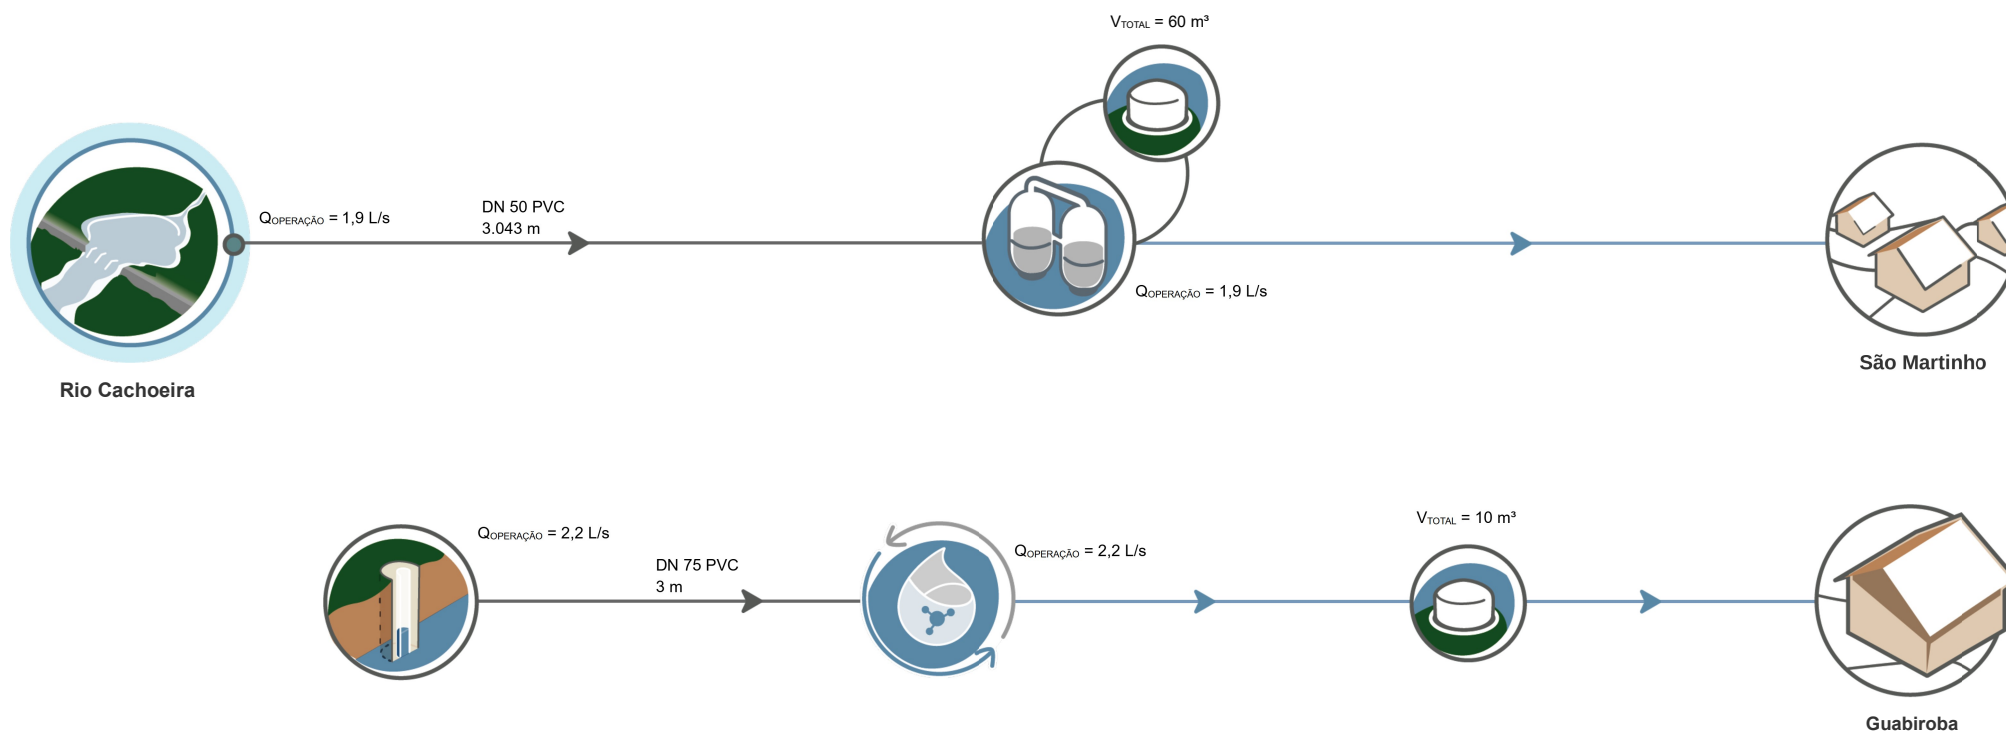 VTOTAL = 60 m³
QOPERAÇÃO = 1,9 L/s
DN 50 PVC
3.043 m
QOPERAÇÃO = 1,9 L/s
São Martinho
Rio Cachoeira
VTOTAL = 10 m³
QOPERAÇÃO = 2,2 L/s
DN 75 PVC
3 m
QOPERAÇÃO = 2,2 L/s
Guabiroba